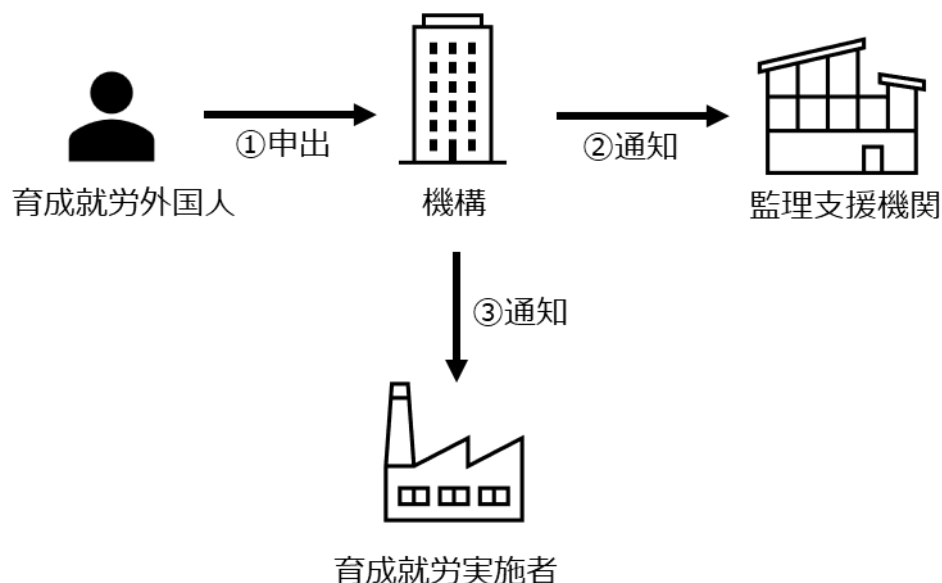 ①申出
②通知
育成就労外国人
機構
監理支援機関
③通知
育成就労実施者